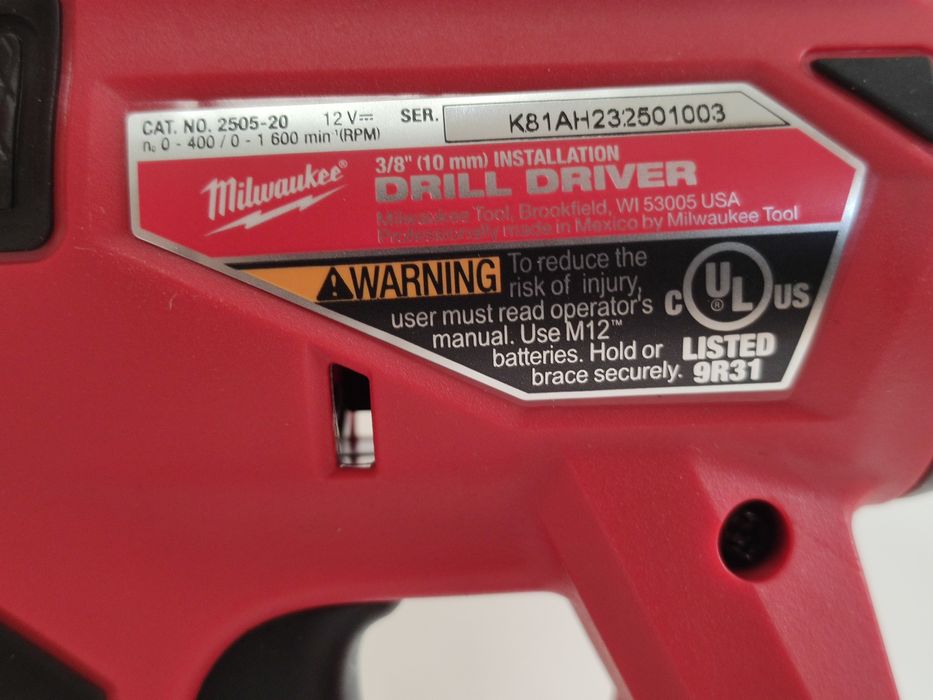 CAT. NO. 2505-20 12 V⎓ SER. K81AH232501003
n₀ 0 - 400 / 0 - 1 600 min⁻¹(RPM)
Milwaukee®
3/8" (10 mm) INSTALLATION
DRILL DRIVER
Milwaukee Tool, Brookfield, WI 53005 USA
Professionally made in Mexico by Milwaukee Tool
WARNING To reduce the
risk of injury,
user must read operator's
manual. Use M12™
batteries. Hold or
brace securely.
C UL® US
LISTED
9R31